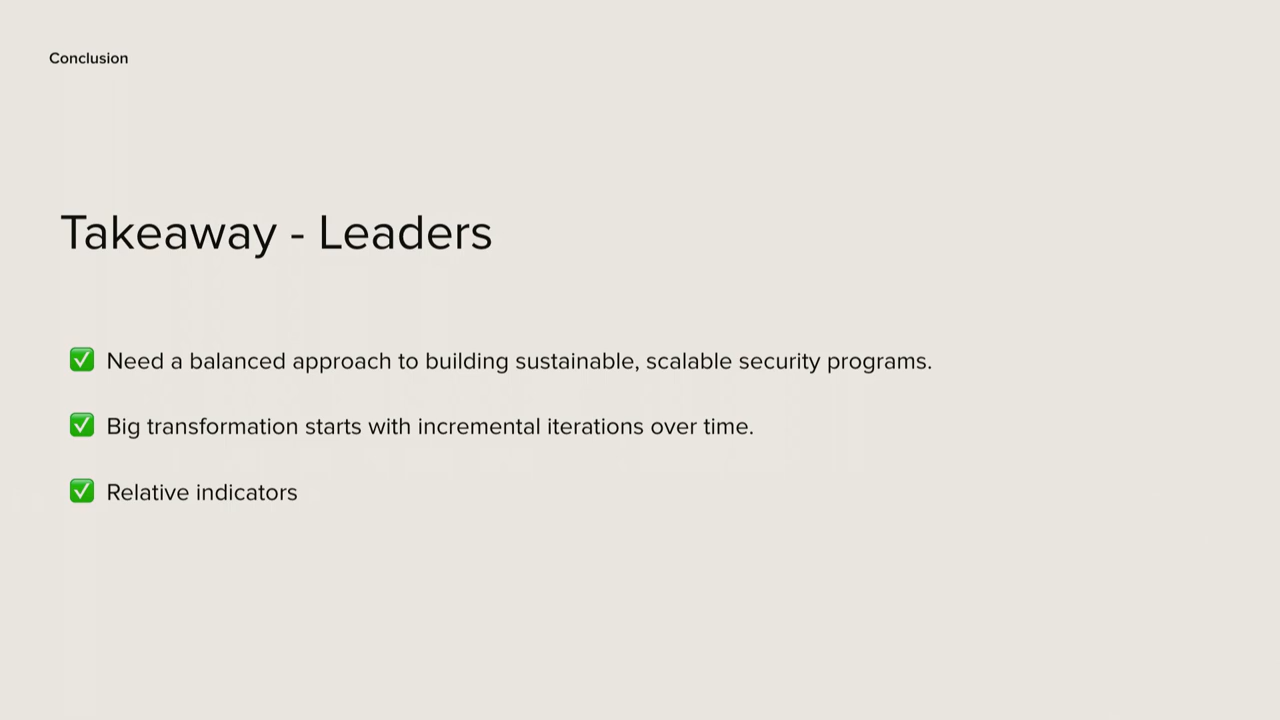 Conclusion
Takeaway - Leaders
✅ Need a balanced approach to building sustainable, scalable security programs.
✅ Big transformation starts with incremental iterations over time.
✅ Relative indicators